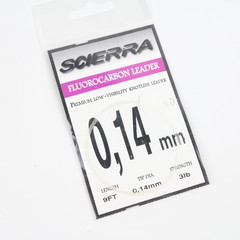 SCIERRA
FLUOROCARBON LEADER
PREMIUM LOW-VISIBILITY KNOTLESS LEADER
0,14 mm
LENGTH TIP DIA. STRENGTH
9FT 0,14mm 3lb